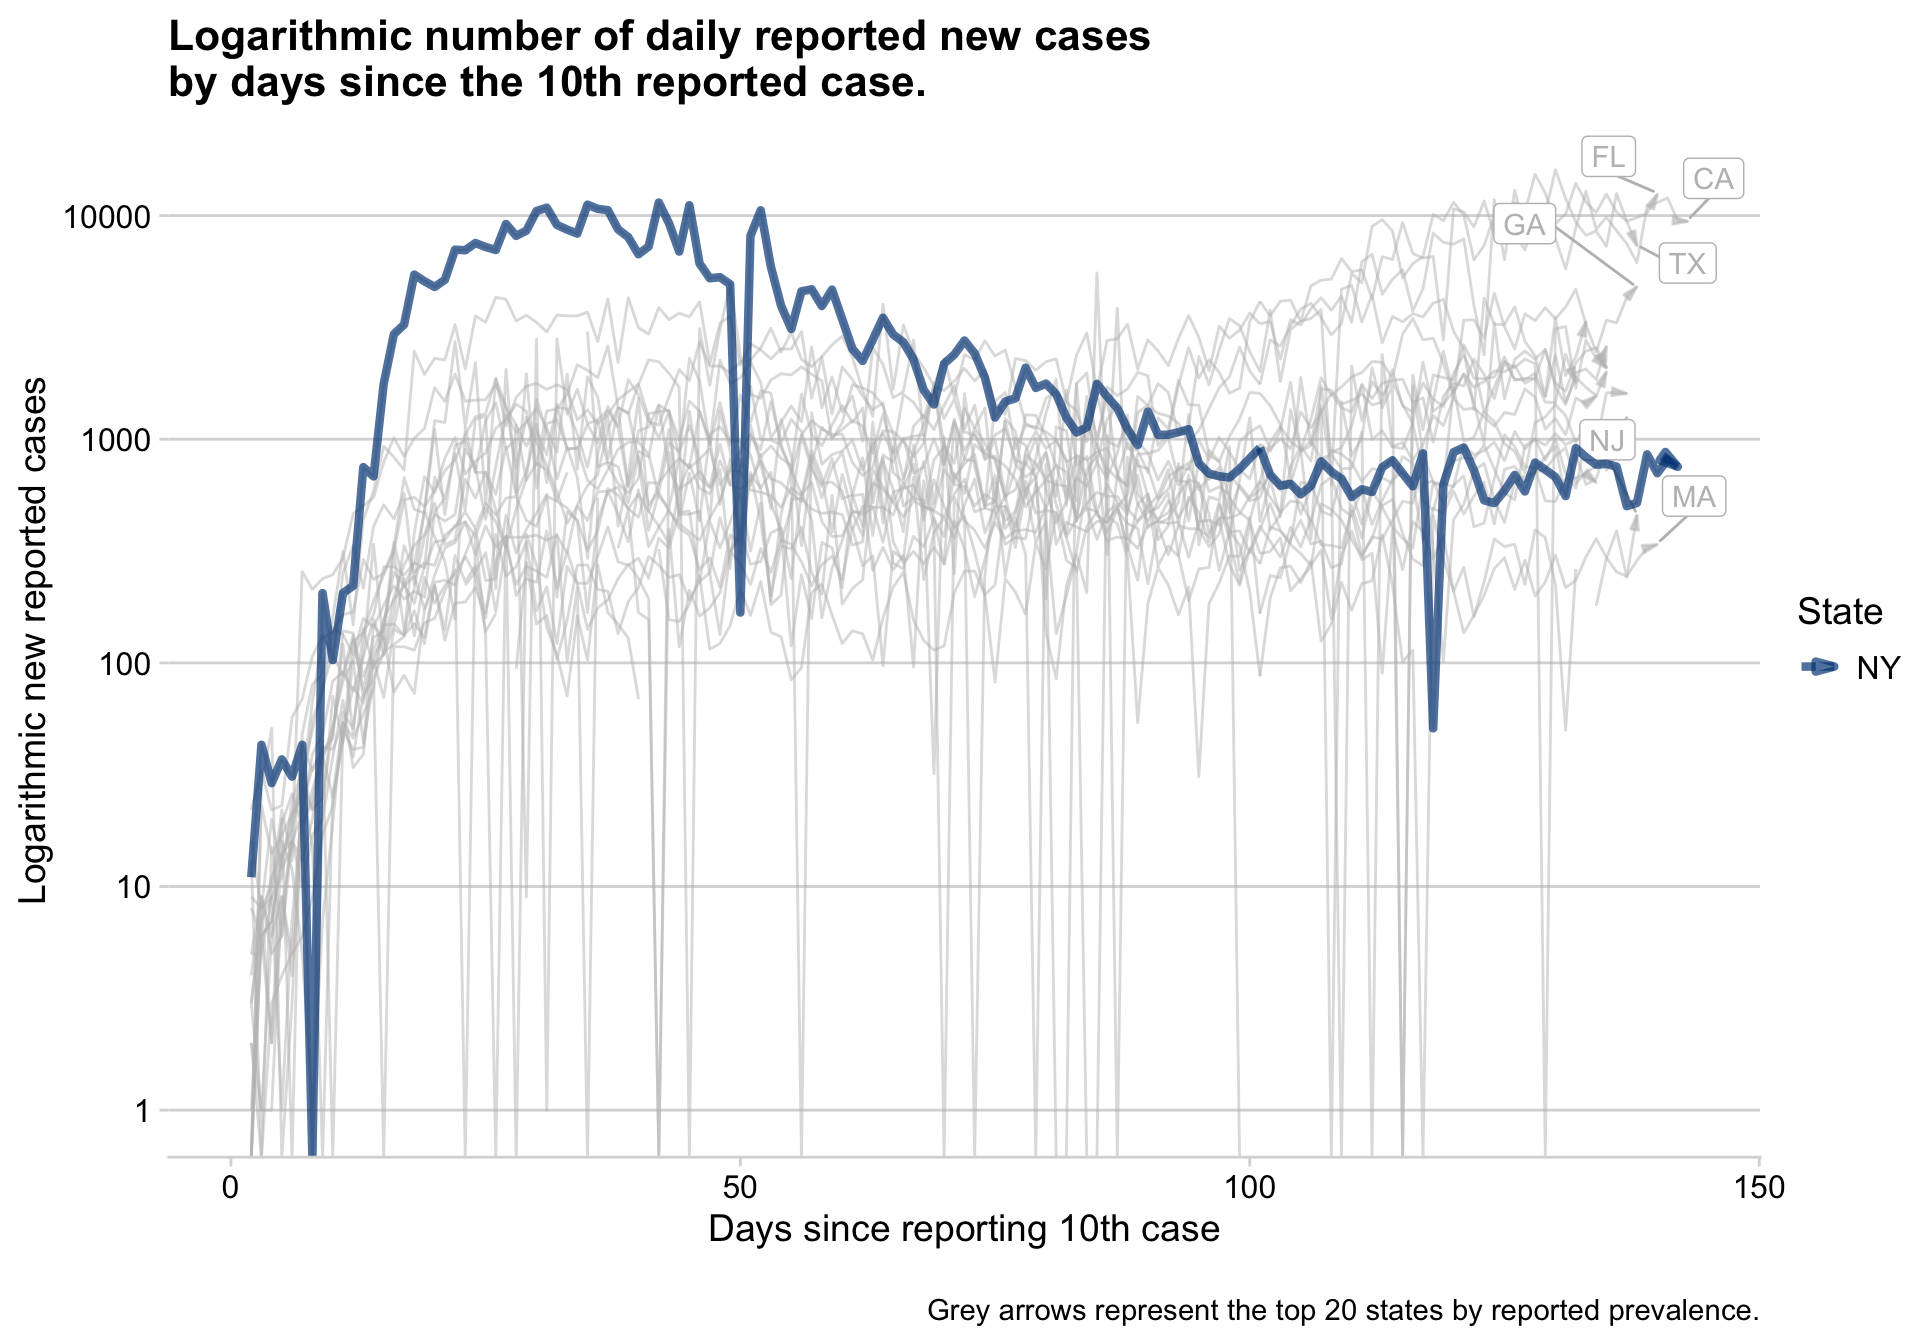 Logarithmic number of daily reported new cases
by days since the 10th reported case.
Logarithmic new reported cases
10000
1000
100
10
1
FL
CA
GA
TX
NJ
MA
State
NY
0
50
100
150
Days since reporting 10th case
Grey arrows represent the top 20 states by reported prevalence.